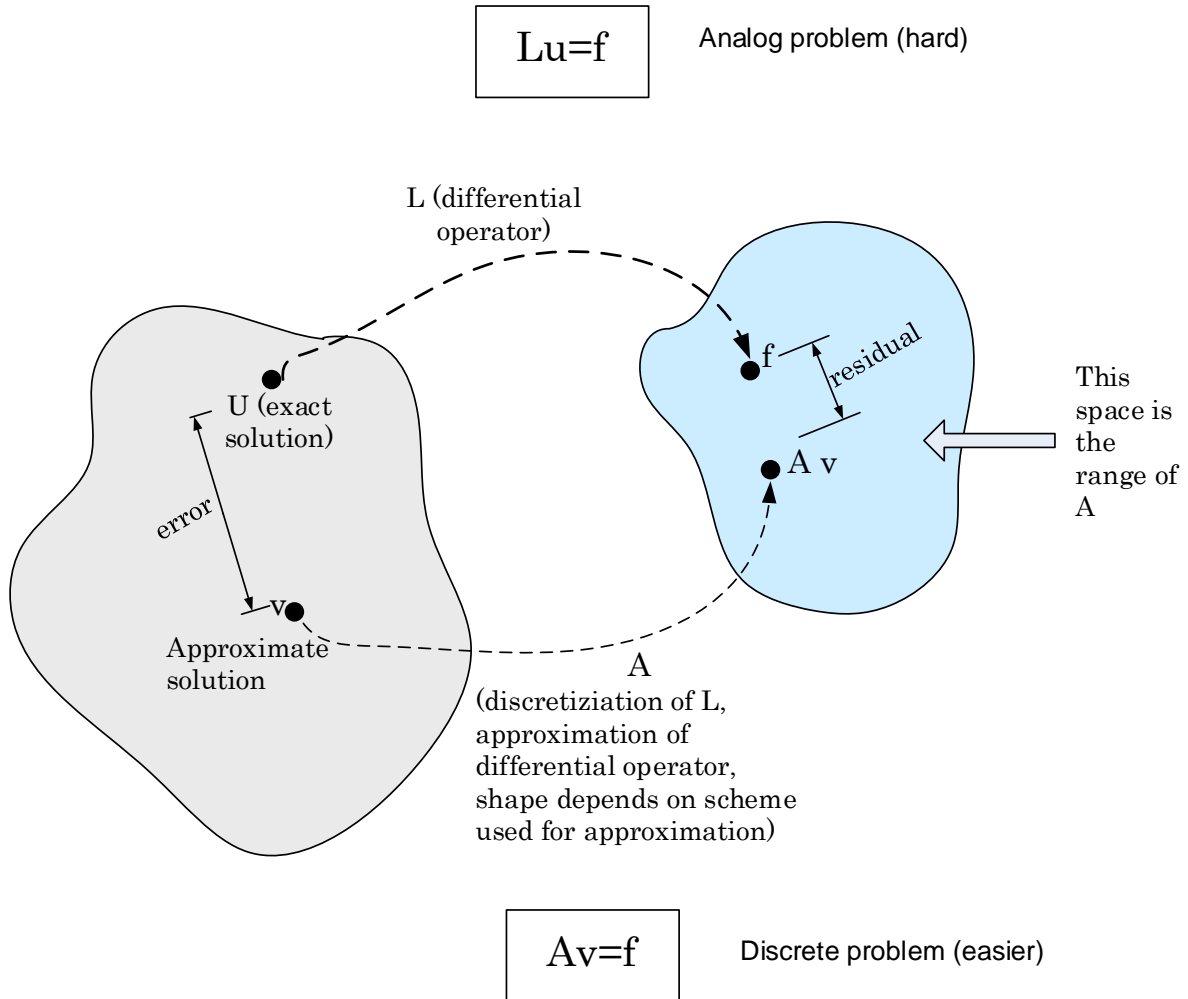 Lu=f
Analog problem (hard)
L (differential
operator)
f
residual
U (exact
solution)
This
space is
the
range of
A
A v
error
v
Approximate
solution
A
(discretiziation of L,
approximation of
differential operator,
shape depends on scheme
used for approximation)
Av=f
Discrete problem (easier)